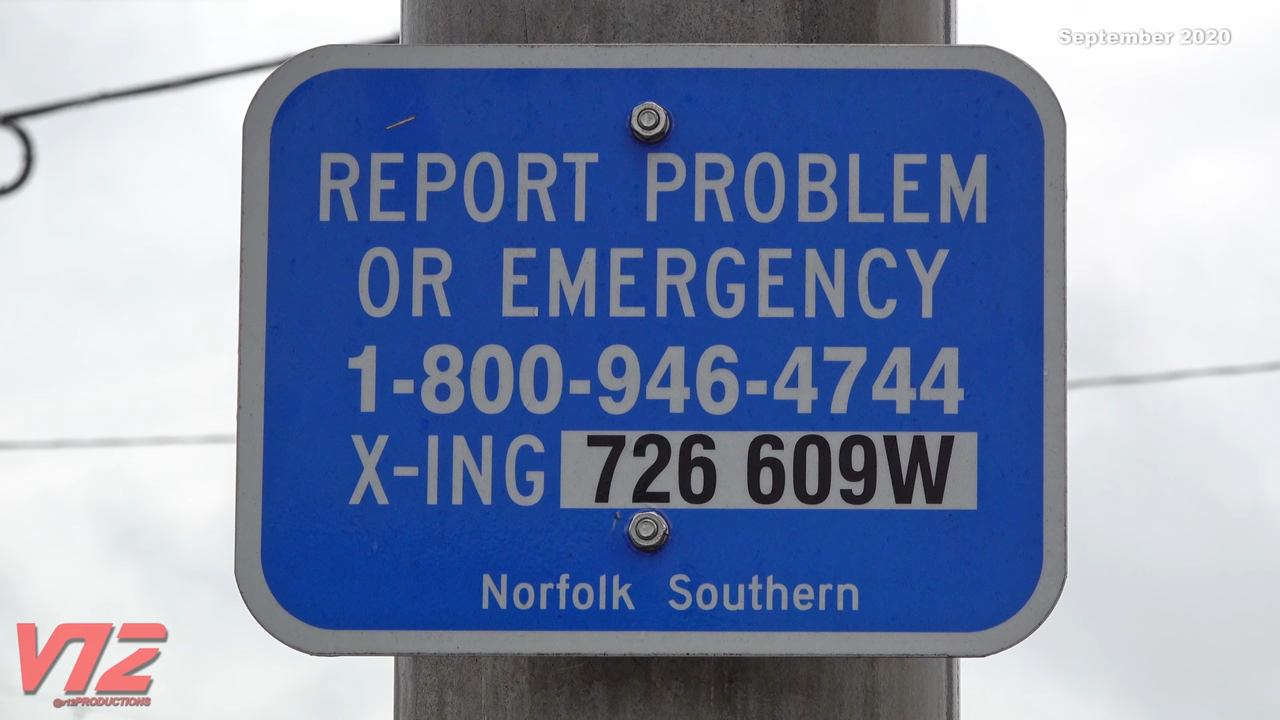 September 2020
REPORT PROBLEM
OR EMERGENCY
1-800-946-4744
X-ING 726 609W
Norfolk Southern
V12
@v12PRODUCTIONS